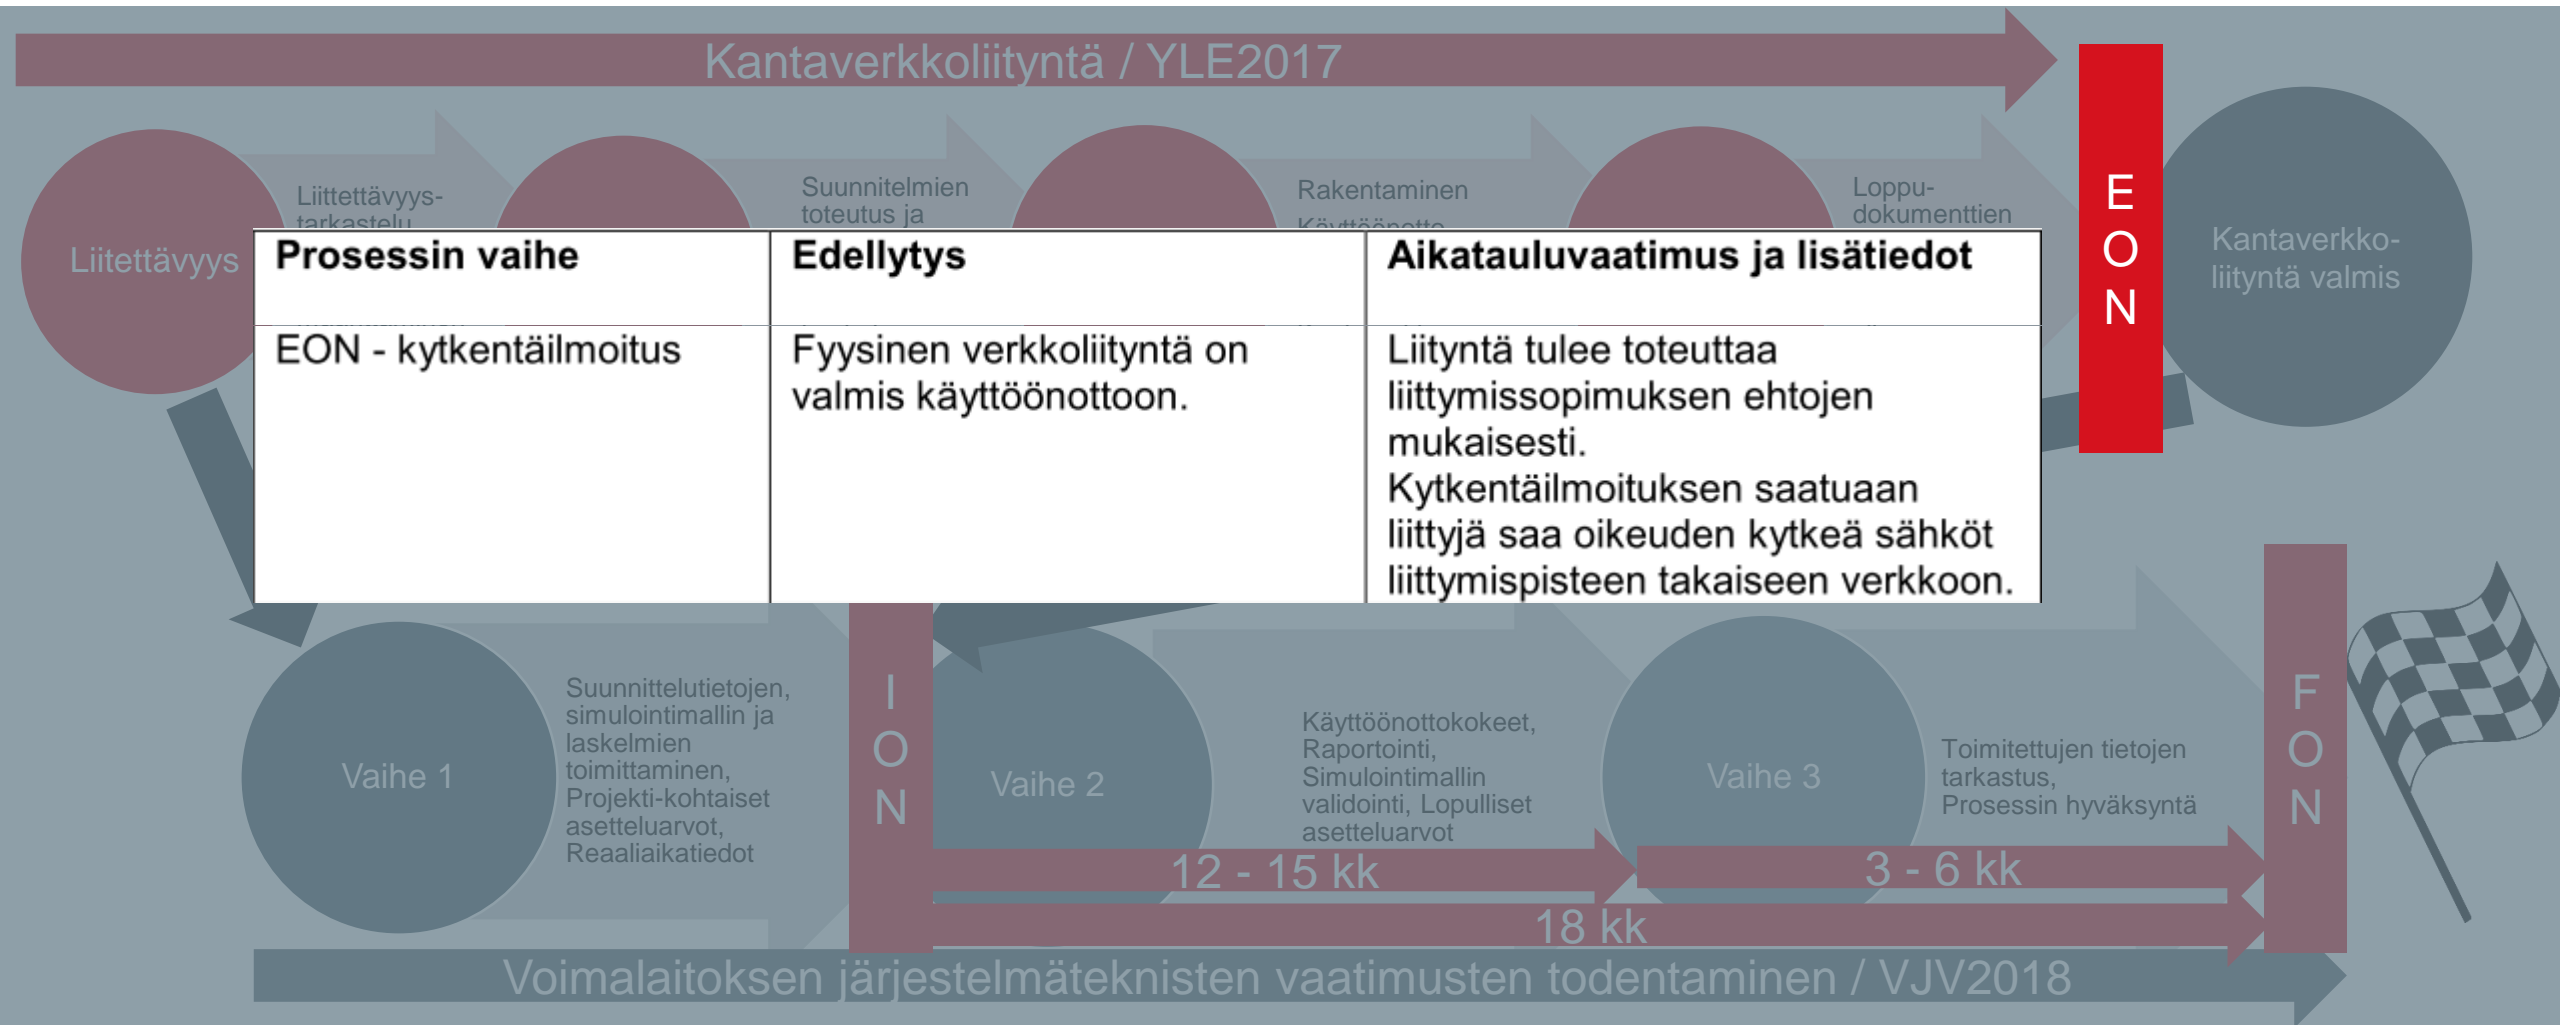 Kantaverkkoliityntä / YLE2017
Liitettävyys
Liittettävyys-
tarkastelu
Suunnitelmien
toteutus ja
Rakentaminen
Käyttöönotto
Loppu-
dokumenttien
E
O
N
Kantaverkko-
liityntä valmis
Prosessin vaihe
Edellytys
Aikatauluvaatimus ja lisätiedot
EON - kytkentäilmoitus
Fyysinen verkkoliityntä on
valmis käyttöönottoon.
Liityntä tulee toteuttaa
liittymissopimuksen ehtojen
mukaisesti.
Kytkentäilmoituksen saatuaan
liittyjä saa oikeuden kytkeä sähköt
liittymispisteen takaiseen verkkoon.
Vaihe 1
Suunnittelutietojen,
simulointimallin ja
laskelmien
toimittaminen,
Projekti-kohtaiset
asetteluarvot,
Reaaliaikatiedot
I
O
N
Vaihe 2
Käyttöönottokokeet,
Raportointi,
Simulointimallin
validointi, Lopulliset
asetteluarvot
Vaihe 3
Toimitettujen tietojen
tarkastus,
Prosessin hyväksyntä
F
O
N
12 - 15 kk
3 - 6 kk
18 kk
Voimalaitoksen järjestelmäteknisten vaatimusten todentaminen / VJV2018